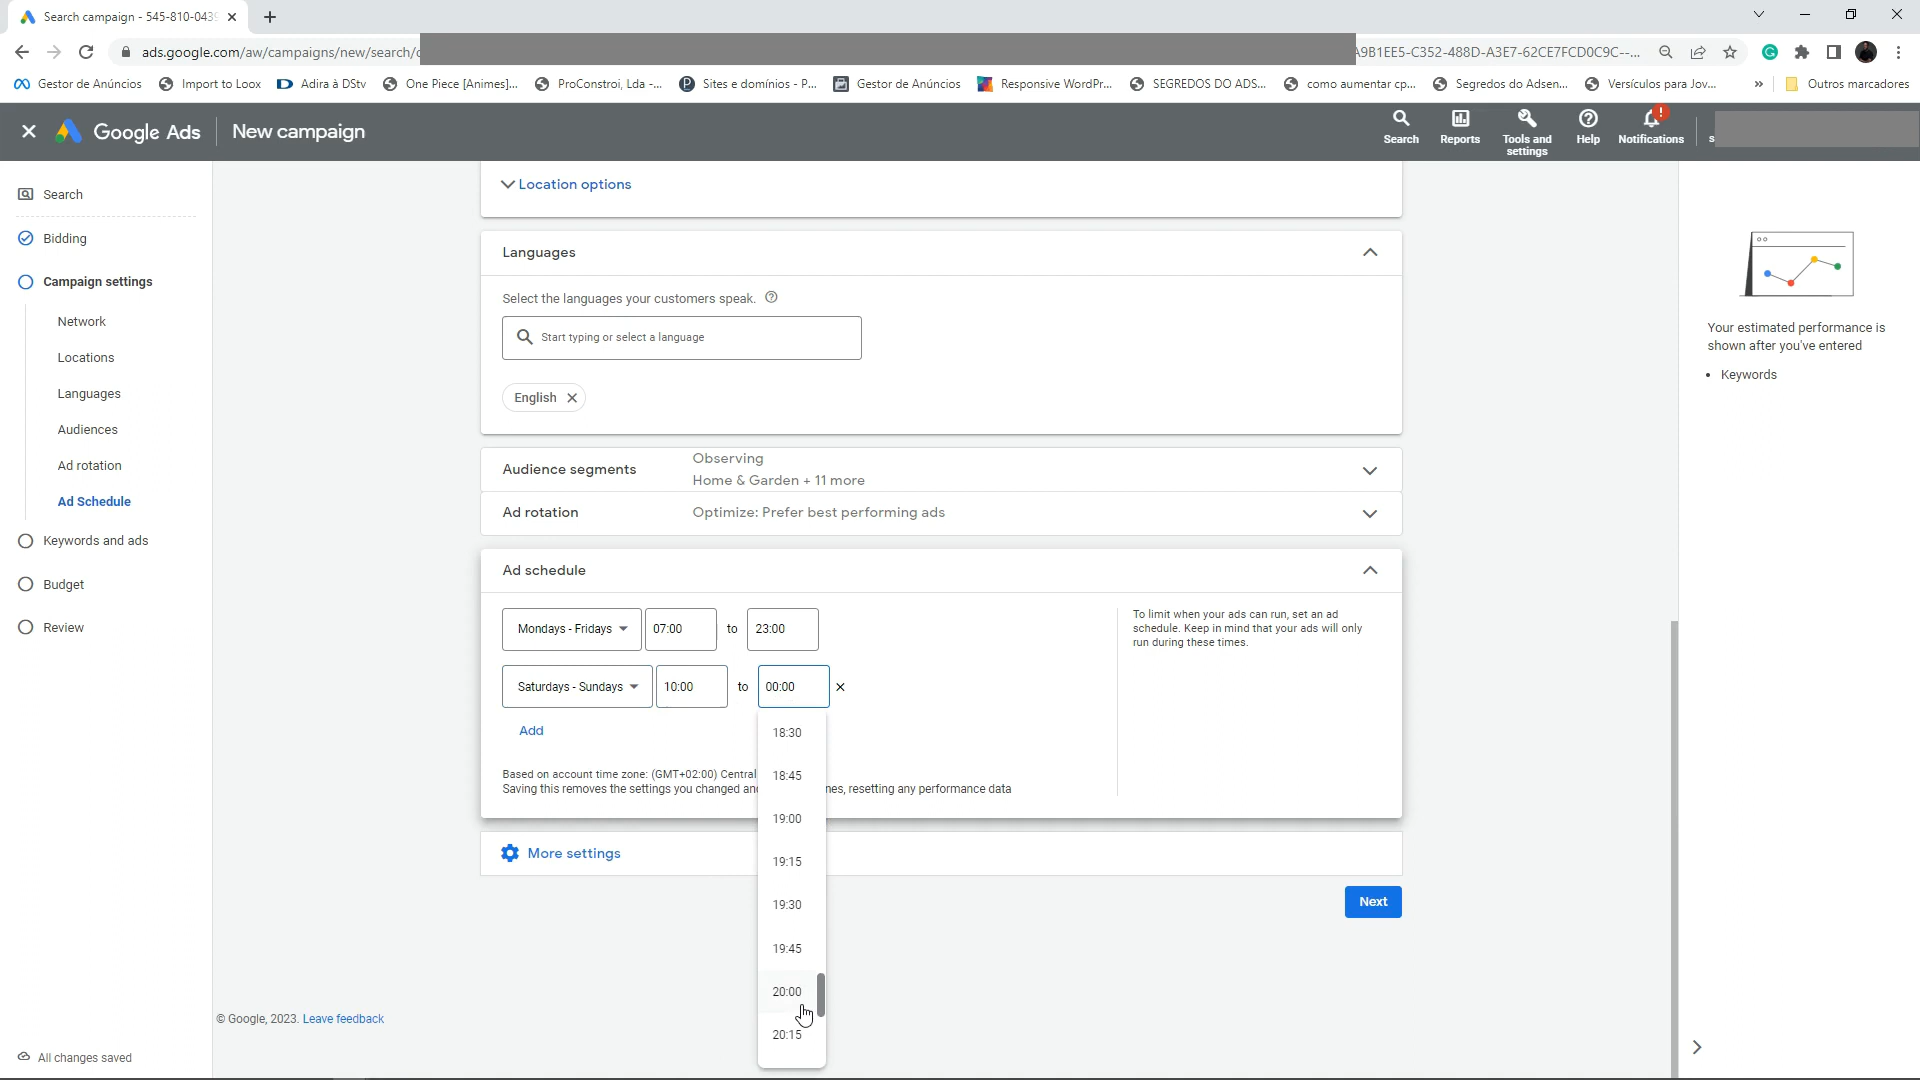 Search campaign - 545-810-0439
ads.google.com/aw/campaigns/new/search/
A9B1EE5-C352-488D-A3E7-62CE7FCD0C9C--...
Gestor de Anúncios
Import to Loox
Adira à DStv
One Piece [Animes]...
ProConstroi, Lda -...
Sites e domínios - P...
Gestor de Anúncios
Responsive WordPr...
SEGREDOS DO ADS...
como aumentar cp...
Segredos do Adsen...
Versículos para Jov...
»
Outros marcadores
Google Ads
New campaign
Search
Reports
Tools and
settings
Help
Notifications
s
Search
Bidding
Campaign settings
Network
Locations
Languages
Audiences
Ad rotation
Ad Schedule
Keywords and ads
Budget
Review
All changes saved
Location options
Languages
Select the languages your customers speak.
Start typing or select a language
English
Audience segments
Observing
Home & Garden + 11 more
Ad rotation
Optimize: Prefer best performing ads
Ad schedule
Mondays - Fridays 07:00 to 23:00
Saturdays - Sundays 10:00 to 00:00
Add
18:30
18:45
19:00
19:15
19:30
19:45
20:00
20:15
To limit when your ads can run, set an ad
schedule. Keep in mind that your ads will only
run during these times.
Based on account time zone: (GMT+02:00) Central
Saving this removes the settings you changed an nes, resetting any performance data
More settings
Next
© Google, 2023. Leave feedback
Your estimated performance is
shown after you've entered
• Keywords